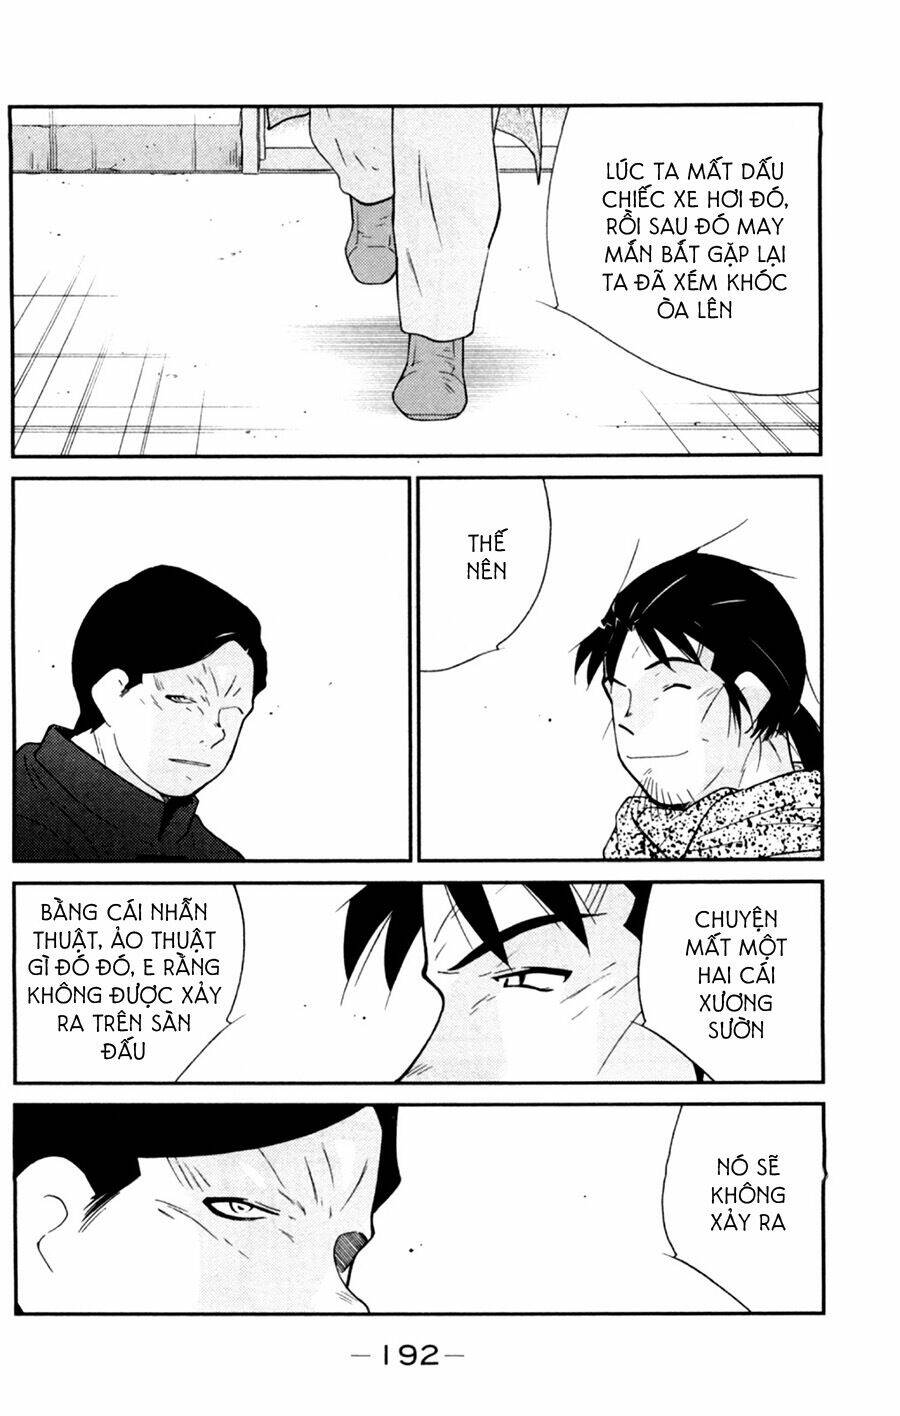 LÚC TA MẤT DẤU
CHIẾC XE HƠI ĐÓ,
RỒI SAU ĐÓ MAY
MẮN BẮT GẶP LẠI
TA ĐÃ XÉM KHÓC
ÒA LÊN
THẾ
NÊN
CHUYỆN
MẤT MỘT
HAI CÁI
XƯƠNG
SƯỜN
BẰNG CÁI NHẪN
THUẬT, ẢO THUẬT
GÌ ĐÓ ĐÓ, E RẰNG
KHÔNG ĐƯỢC XẢY
RA TRÊN SÀN
ĐẤU
NÓ SẼ
KHÔNG
XẢY RA
—192—